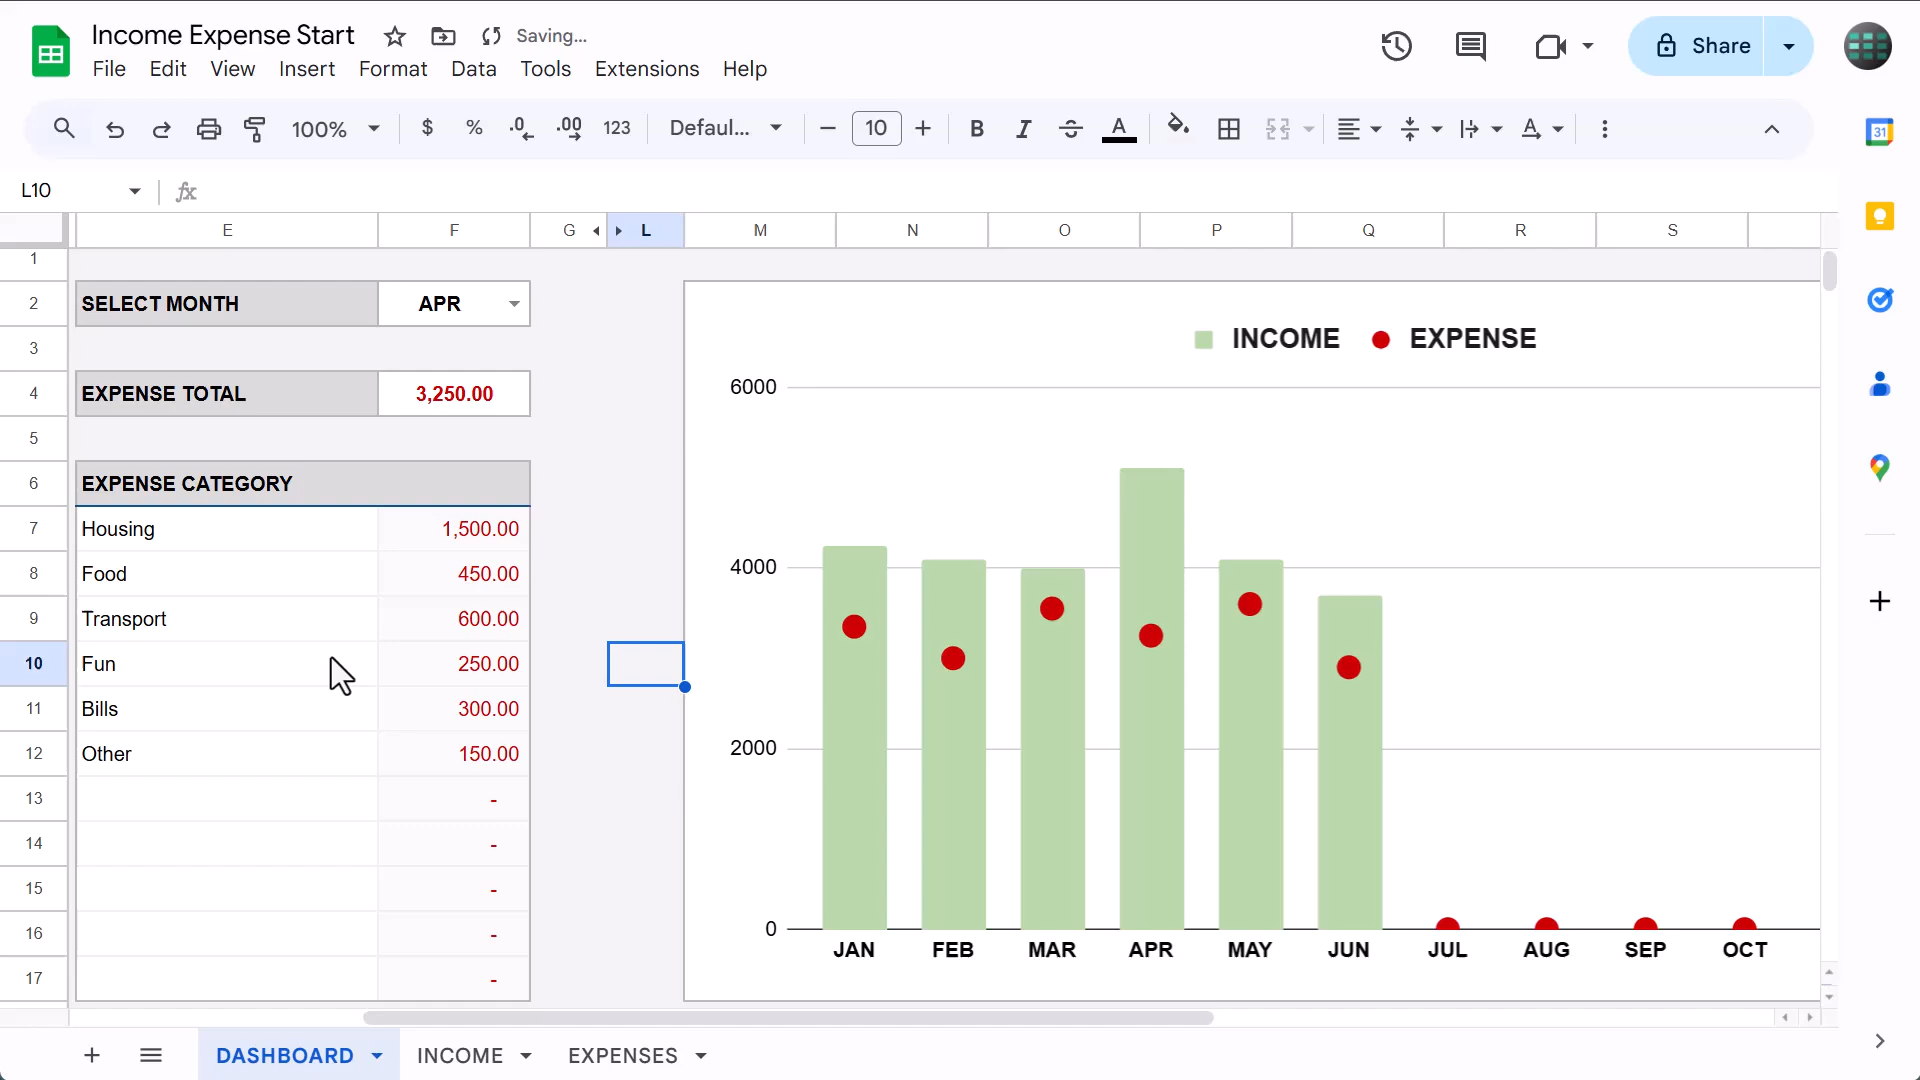 Income Expense Start Saving...
File Edit View Insert Format Data Tools Extensions Help
Share
100% $ % .0 .00 123 Defaul... 10 B I A
31
L10 fx
E F G L M N O P Q R S
1
2 SELECT MONTH APR
3
4 EXPENSE TOTAL 3,250.00
5
6 EXPENSE CATEGORY
7 Housing 1,500.00
8 Food 450.00
9 Transport 600.00
10 Fun 250.00
11 Bills 300.00
12 Other 150.00
13 -
14 -
15 -
16 -
17 -
INCOME EXPENSE
6000
4000
2000
0
JAN FEB MAR APR MAY JUN JUL AUG SEP OCT
DASHBOARD INCOME EXPENSES